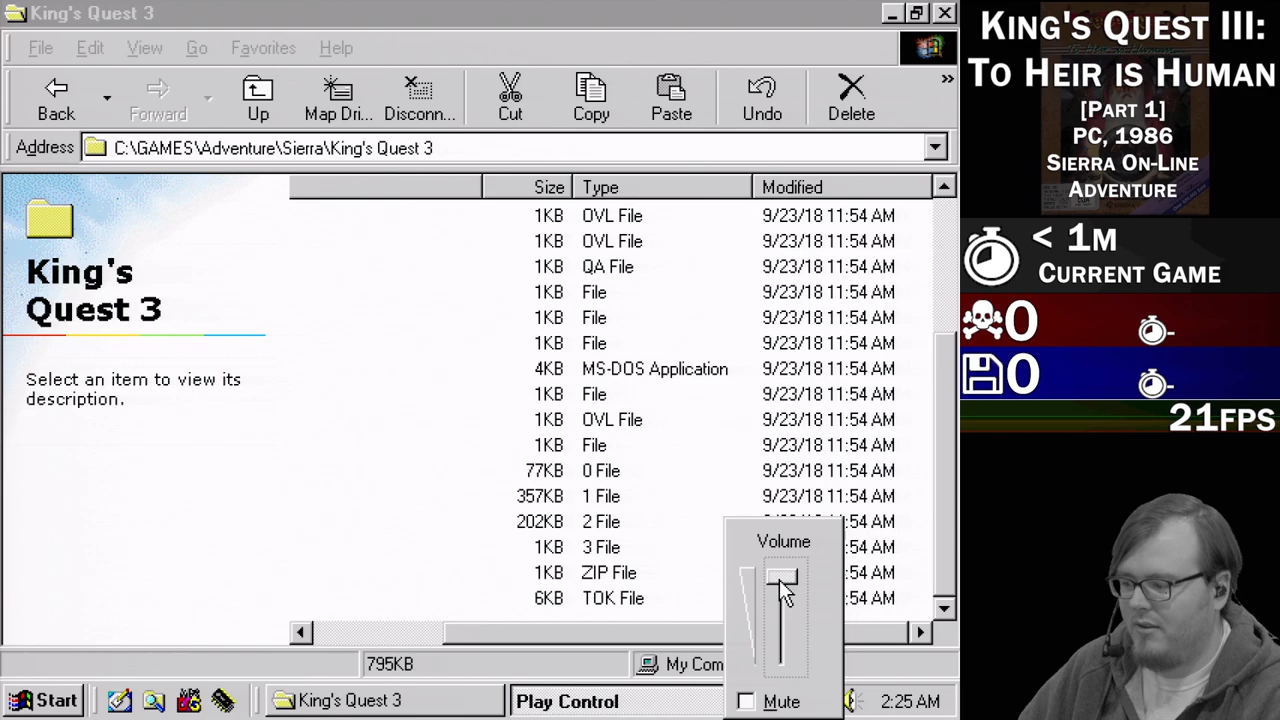 King's Quest 3
File Edit View Go Favorites Help
Back Forward Up Map Dri... Disconn... Cut Copy Paste Undo Delete »
Address C:\GAMES\Adventure\Sierra\King's Quest 3
Size Type Modified
King's
Quest 3
Select an item to view its
description.
1KB OVL File 9/23/18 11:54 AM
1KB OVL File 9/23/18 11:54 AM
1KB QA File 9/23/18 11:54 AM
1KB File 9/23/18 11:54 AM
1KB File 9/23/18 11:54 AM
1KB File 9/23/18 11:54 AM
4KB MS-DOS Application 9/23/18 11:54 AM
1KB File 9/23/18 11:54 AM
1KB OVL File 9/23/18 11:54 AM
1KB File 9/23/18 11:54 AM
77KB 0 File 9/23/18 11:54 AM
357KB 1 File 9/23/18 11:54 AM
202KB 2 File
1KB 3 File :54 AM
1KB ZIP File :54 AM
6KB TOK File :54 AM
Volume
Mute
795KB My Com
Start King's Quest 3 Play Control 2:25 AM
King's Quest III:
To Heir is Human
[Part 1]
PC, 1986
Sierra On-Line
Adventure
< 1m
Current Game
0 -
0 -
21FPS